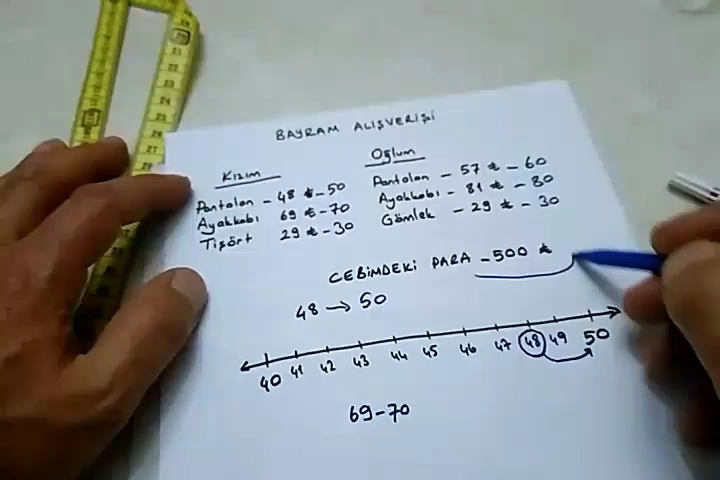 BAYRAM ALIŞVERİŞİ
Kızım
Pantolon - 48 ₺ - 50
Ayakkabı 69 ₺ - 70
Tişört 29 ₺ - 30
Oğlum
Pantolon - 57 ₺ - 60
Ayakkabı - 81 ₺ - 80
Gömlek - 29 ₺ - 30
CEBİMDEKİ PARA - 500 ₺
48 → 50
40 41 42 43 44 45 46 47 48 49 50
69-70